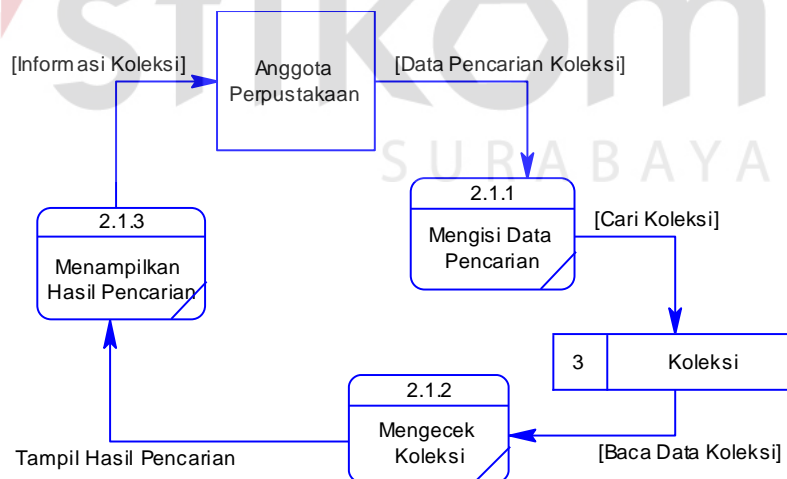 stikom
SURABAYA
[Informasi Koleksi]
Anggota
Perpustakaan
[Data Pencarian Koleksi]
2.1.1
Mengisi Data
Pencarian
[Cari Koleksi]
2.1.3
Menampilkan
Hasil Pencarian
3
Koleksi
2.1.2
Mengecek
Koleksi
[Baca Data Koleksi]
Tampil Hasil Pencarian